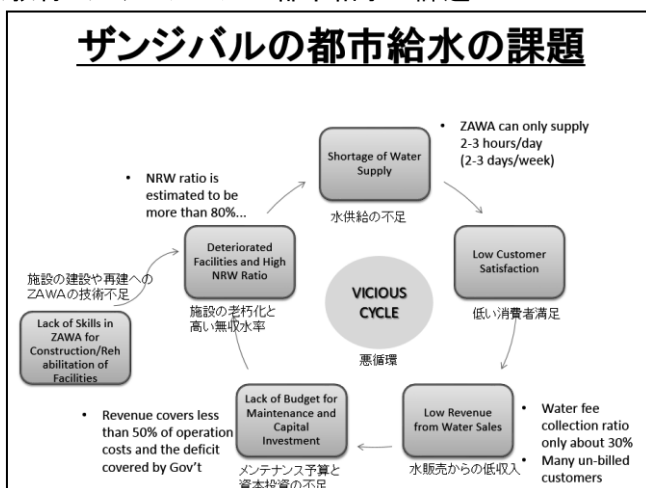 ザンジバルの都市給水の課題
• ZAWA can only supply
2-3 hours/day
(2-3 days/week)
Shortage of Water
Supply
水供給の不足
• NRW ratio is
estimated to be
more than 80%...
Deteriorated
Facilities and High
NRW Ratio
施設の老朽化と
高い無収水率
Low Customer
Satisfaction
低い消費者満足
VICIOUS
CYCLE
悪循環
施設の建設や再建への
ZAWAの技術不足
Lack of Skills in
ZAWA for
Construction/Reh
abilitation of
Facilities
• Revenue covers less
than 50% of operation
costs and the deficit
covered by Gov't
Lack of Budget for
Maintenance and
Capital
Investment
メンテナンス予算と
資本投資の不足
Low Revenue
from Water Sales
水販売からの低収入
• Water fee
collection ratio
only about 30%
• Many un-billed
customers